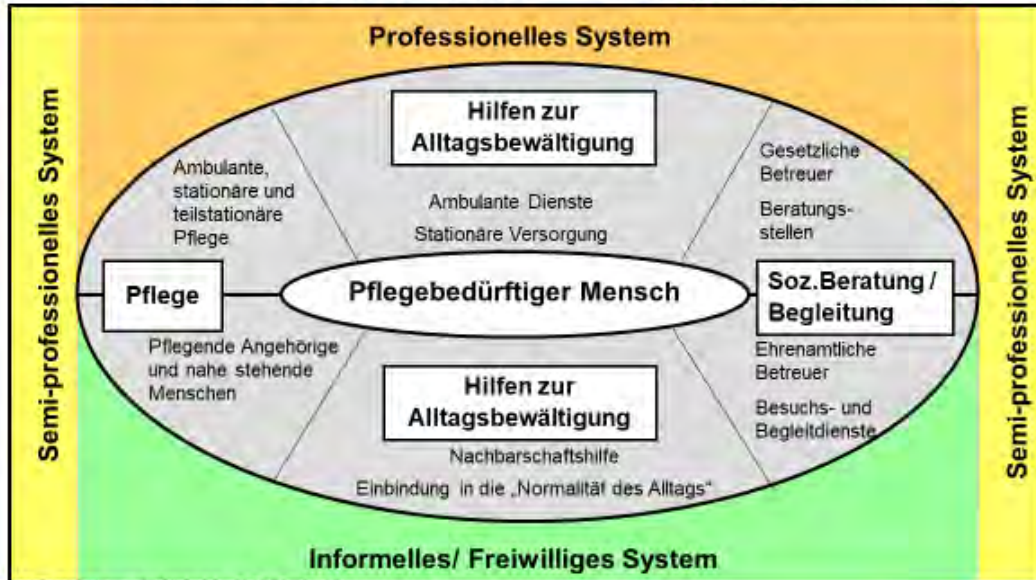 Professionelles System
Semi-professionelles System
Hilfen zur
Alltagsbewältigung
Ambulante,
stationäre und
teilstationäre
Pflege
Ambulante Dienste
Stationäre Versorgung
Gesetzliche
Betreuer
Beratungs-
stellen
Pflege
Pflegebedürftiger Mensch
Soz.Beratung /
Begleitung
Pflegende Angehörige
und nahe stehende
Menschen
Hilfen zur
Alltagsbewältigung
Nachbarschaftshilfe
Einbindung in die „Normalität des Alltags“
Ehrenamtliche
Betreuer
Besuchs- und
Begleitdienste
Semi-professionelles System
Informelles/ Freiwilliges System